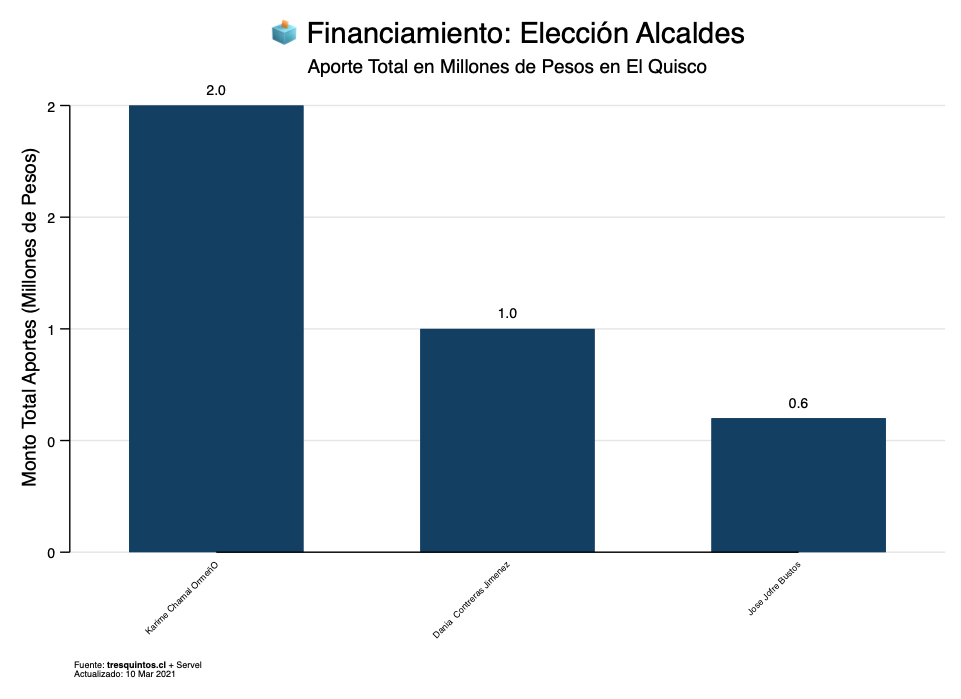 Financiamiento: Elección Alcaldes
Aporte Total en Millones de Pesos en El Quisco
Monto Total Aportes (Millones de Pesos)
2
2
1
0
0
2.0
1.0
0.6
Karime Chamal OrmeñO
Dania Contreras Jimenez
Jose Jofre Bustos
Fuente: tresquintos.cl + Servel
Actualizado: 10 Mar 2021